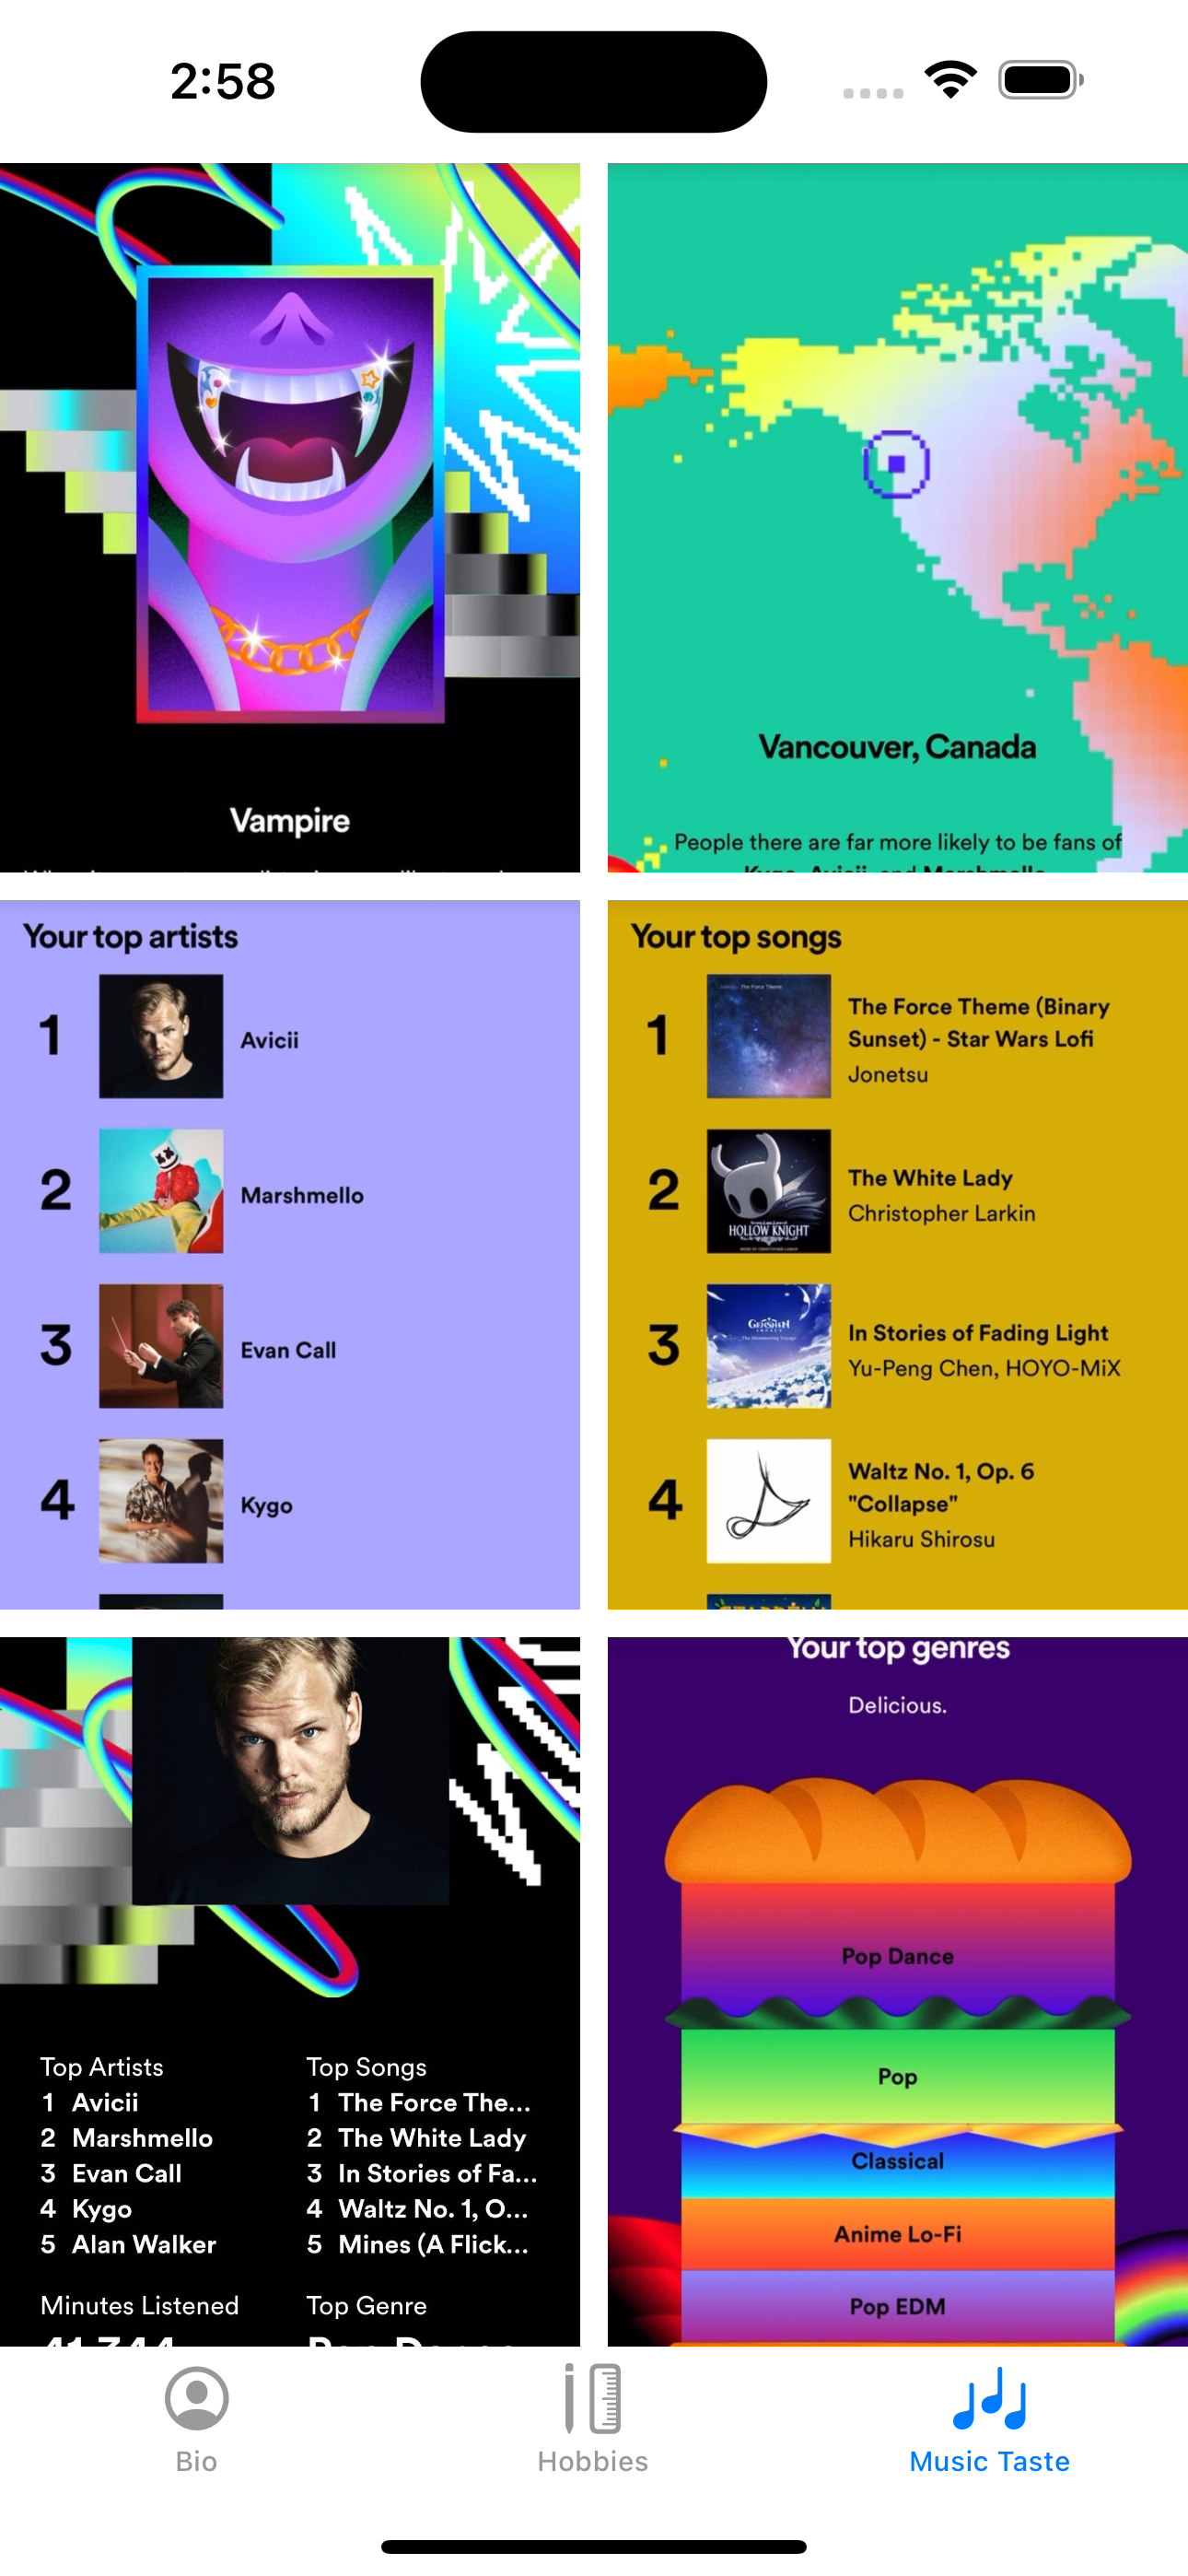 2:58
Vampire
Vancouver, Canada
People there are far more likely to be fans of
Kygo, Avicii, and Marshmello
Your top artists
1
Avicii
2
Marshmello
3
Evan Call
4
Kygo
Your top songs
1
The Force Theme (Binary
Sunset) - Star Wars Lofi
Jonetsu
2
HOLLOW KNIGHT
The White Lady
Christopher Larkin
3
GENSHIN
IMPACT
In Stories of Fading Light
Yu-Peng Chen, HOYO-MiX
4
Waltz No. 1, Op. 6
"Collapse"
Hikaru Shirosu
Top Artists
1 Avicii
2 Marshmello
3 Evan Call
4 Kygo
5 Alan Walker
Top Songs
1 The Force The...
2 The White Lady
3 In Stories of Fa...
4 Waltz No. 1, O...
5 Mines (A Flick...
Minutes Listened
Top Genre
Your top genres
Delicious.
Pop Dance
Pop
Classical
Anime Lo-Fi
Pop EDM
Bio
Hobbies
Music Taste